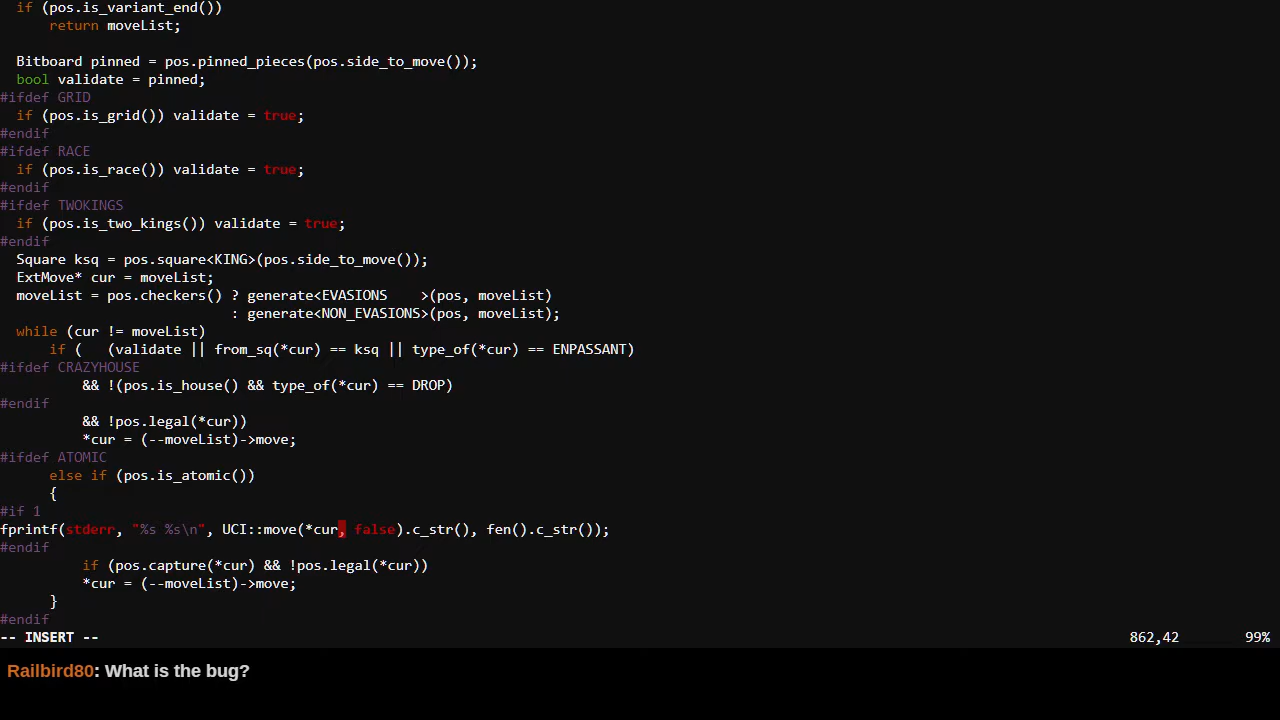 if (pos.is_variant_end())
return moveList;
Bitboard pinned = pos.pinned_pieces(pos.side_to_move());
bool validate = pinned;
#ifdef GRID
if (pos.is_grid()) validate = true;
#endif
#ifdef RACE
if (pos.is_race()) validate = true;
#endif
#ifdef TWOKINGS
if (pos.is_two_kings()) validate = true;
#endif
Square ksq = pos.square<KING>(pos.side_to_move());
ExtMove* cur = moveList;
moveList = pos.checkers() ? generate<EVASIONS    >(pos, moveList)
: generate<NON_EVASIONS>(pos, moveList);
while (cur != moveList)
if (   (validate || from_sq(*cur) == ksq || type_of(*cur) == ENPASSANT)
#ifdef CRAZYHOUSE
&& !(pos.is_house() && type_of(*cur) == DROP)
#endif
&& !pos.legal(*cur))
*cur = (--moveList)->move;
#ifdef ATOMIC
else if (pos.is_atomic())
{
#if 1
fprintf(stderr, "%s %s\n", UCI::move(*cur, false).c_str(), fen().c_str());
#endif
if (pos.capture(*cur) && !pos.legal(*cur))
*cur = (--moveList)->move;
}
#endif
-- INSERT -- 862,42 99%
Railbird80: What is the bug?